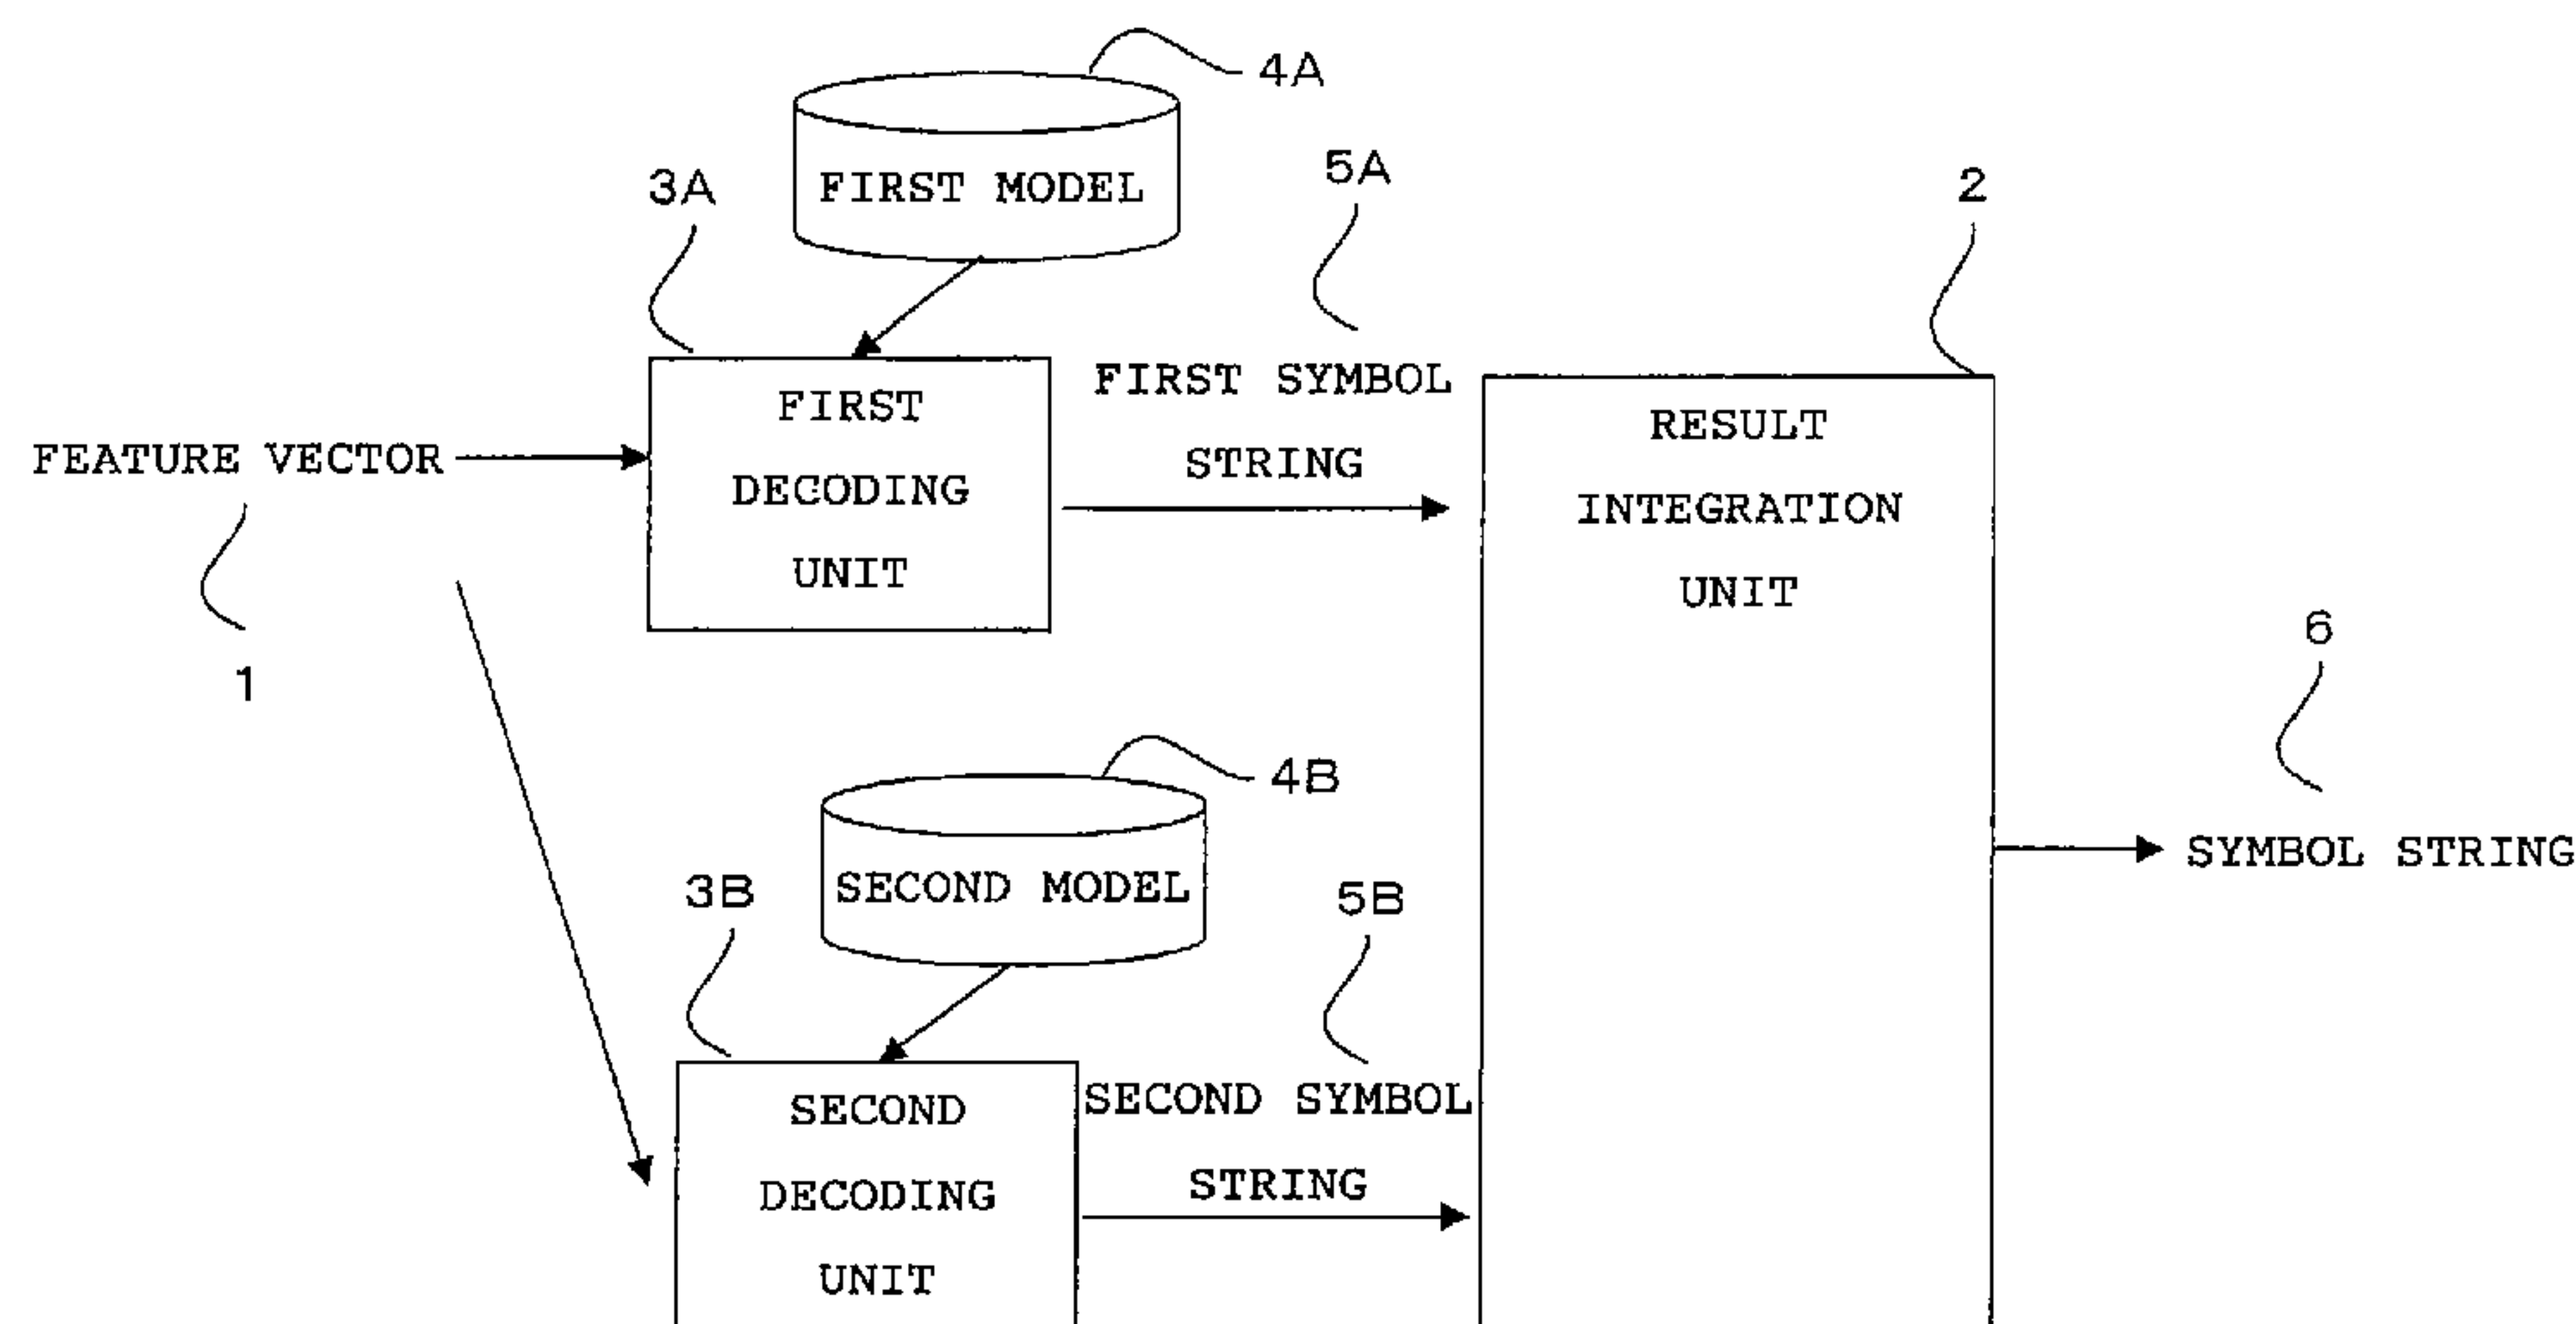 4A
FIRST MODEL
3A
5A
2
FIRST SYMBOL
STRING
FIRST
DECODING
UNIT
FEATURE VECTOR
1
RESULT
INTEGRATION
UNIT
6
SYMBOL STRING
4B
SECOND MODEL
3B
5B
SECOND SYMBOL
STRING
SECOND
DECODING
UNIT